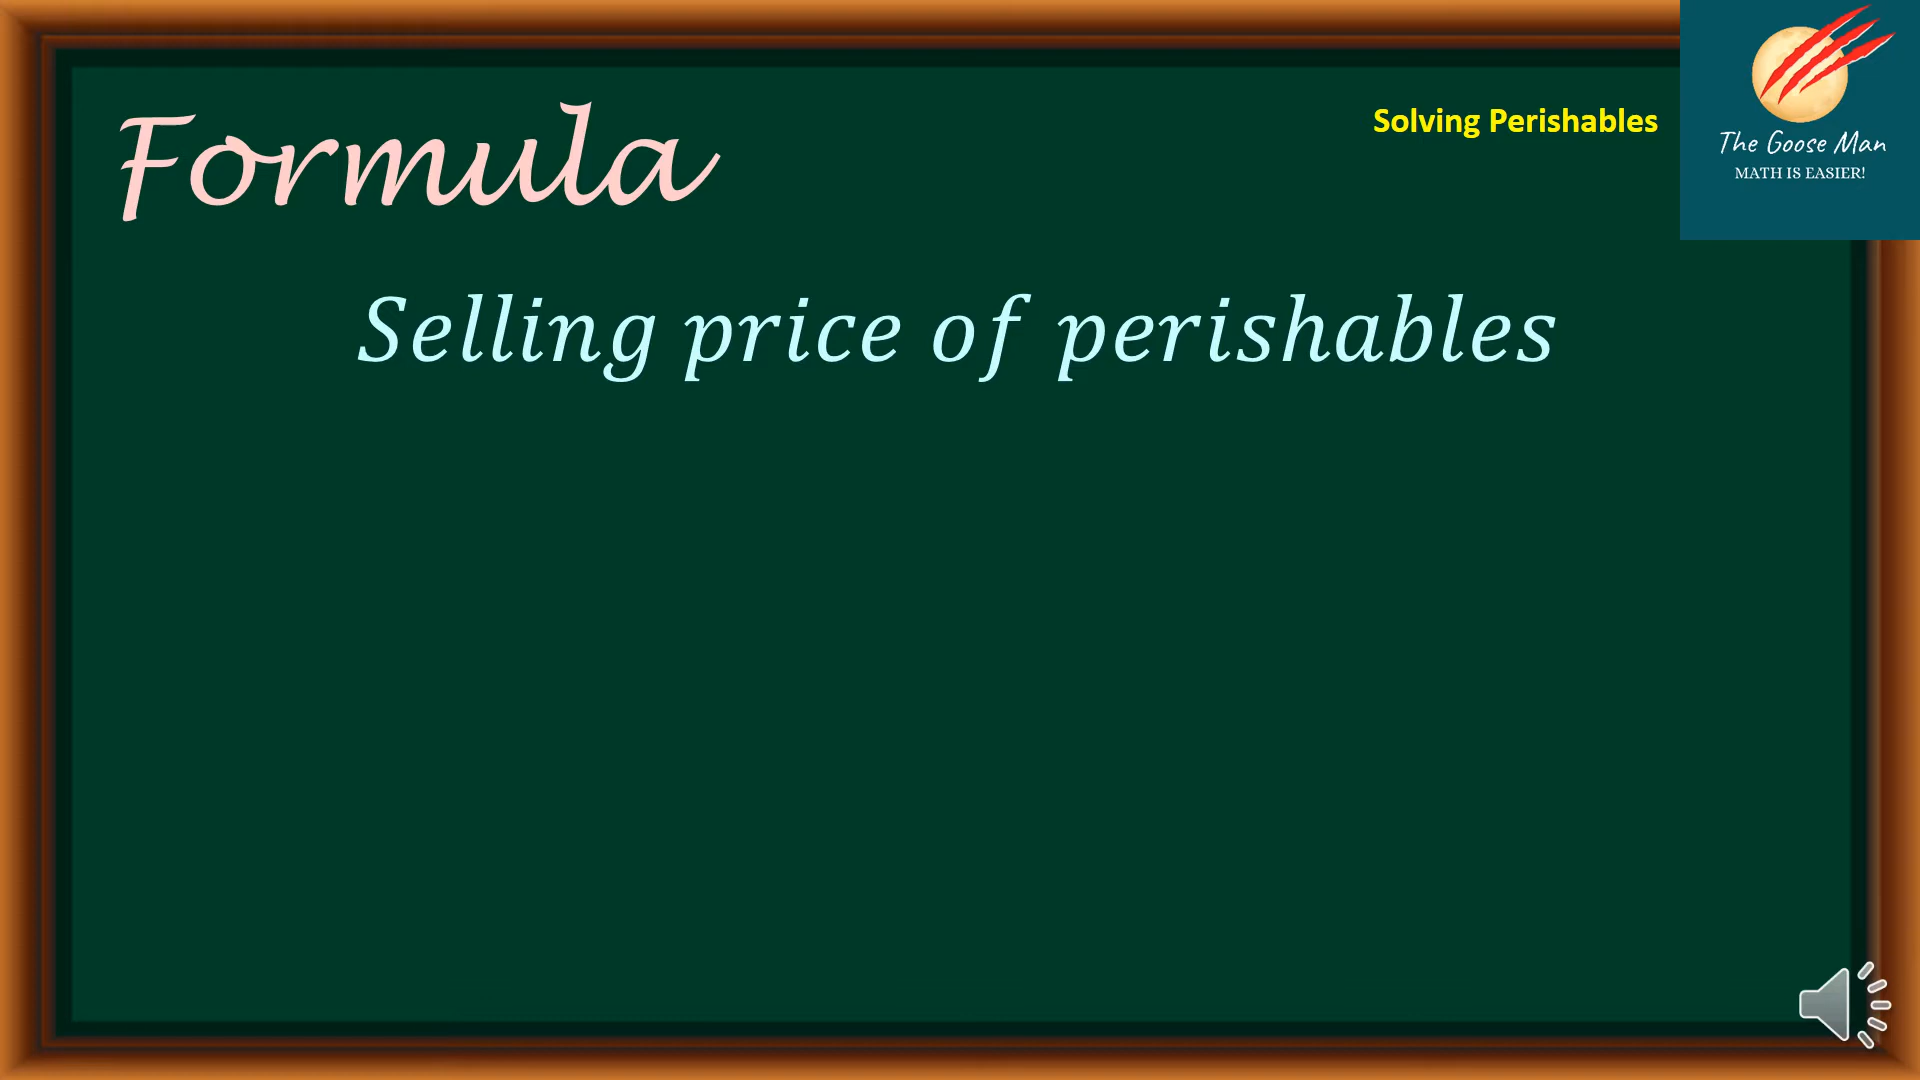 Formula
Solving Perishables
The Goose Man
MATH IS EASIER!
Selling price of perishables